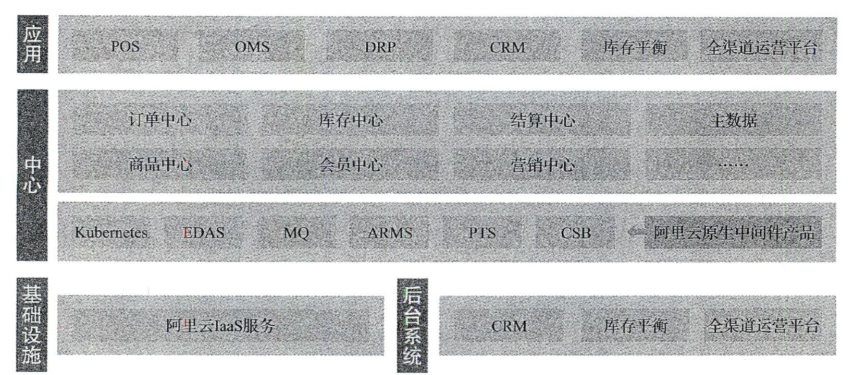 应用
POS OMS DRP CRM 库存平衡 全渠道运营平台
中心
订单中心 库存中心 结算中心 主数据
商品中心 会员中心 营销中心 ……
Kubernetes EDAS MQ ARMS PTS CSB 阿里云原生中间件产品
基础设施
阿里云IaaS服务
后台系统
CRM 库存平衡 全渠道运营平台